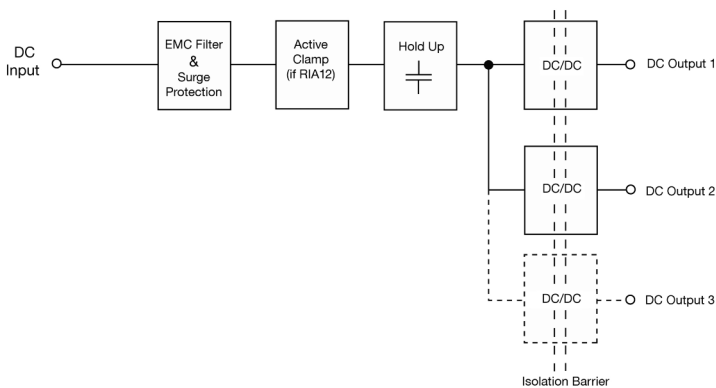 DC
Input
EMC Filter
&
Surge
Protection
Active
Clamp
(if RIA12)
Hold Up
DC/DC
DC Output 1
DC/DC
DC Output 2
DC/DC
DC Output 3
Isolation Barrier